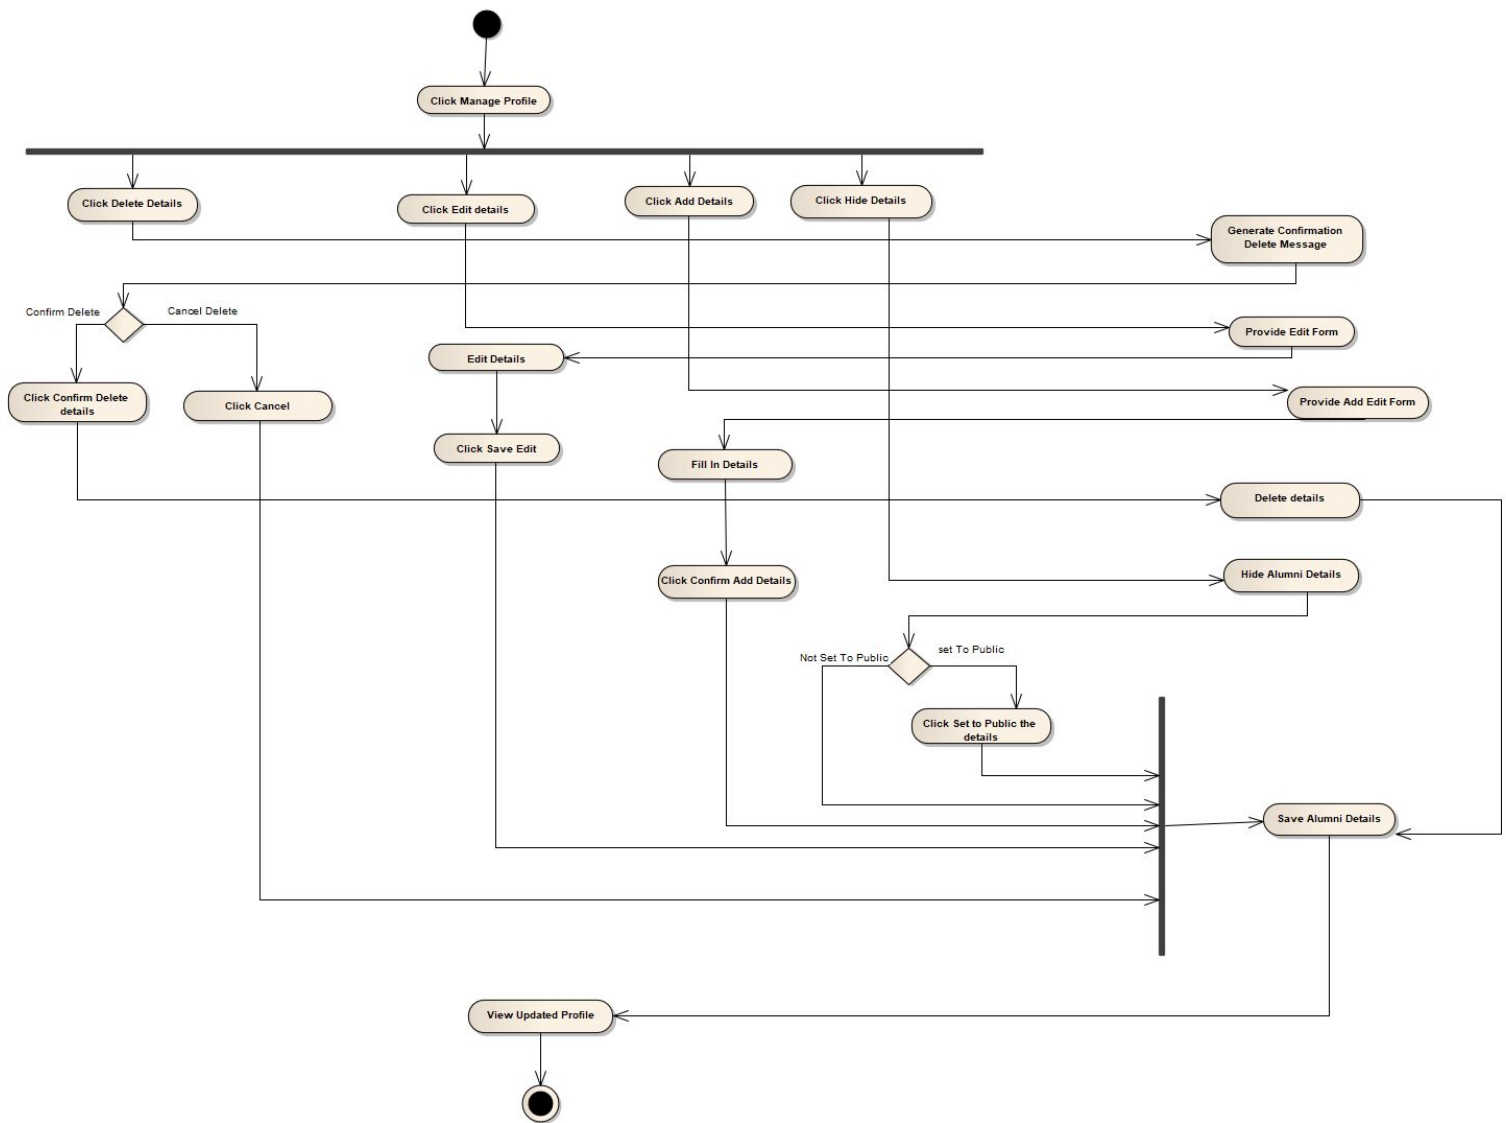 Click Manage Profile
Click Delete Details
Click Edit details
Click Add Details
Click Hide Details
Generate Confirmation
Delete Message
Confirm Delete
Cancel Delete
Provide Edit Form
Edit Details
Click Confirm Delete
details
Click Cancel
Provide Add Edit Form
Click Save Edit
Fill In Details
Delete details
Click Confirm Add Details
Hide Alumni Details
Not Set To Public
set To Public
Click Set to Public the
details
Save Alumni Details
View Updated Profile